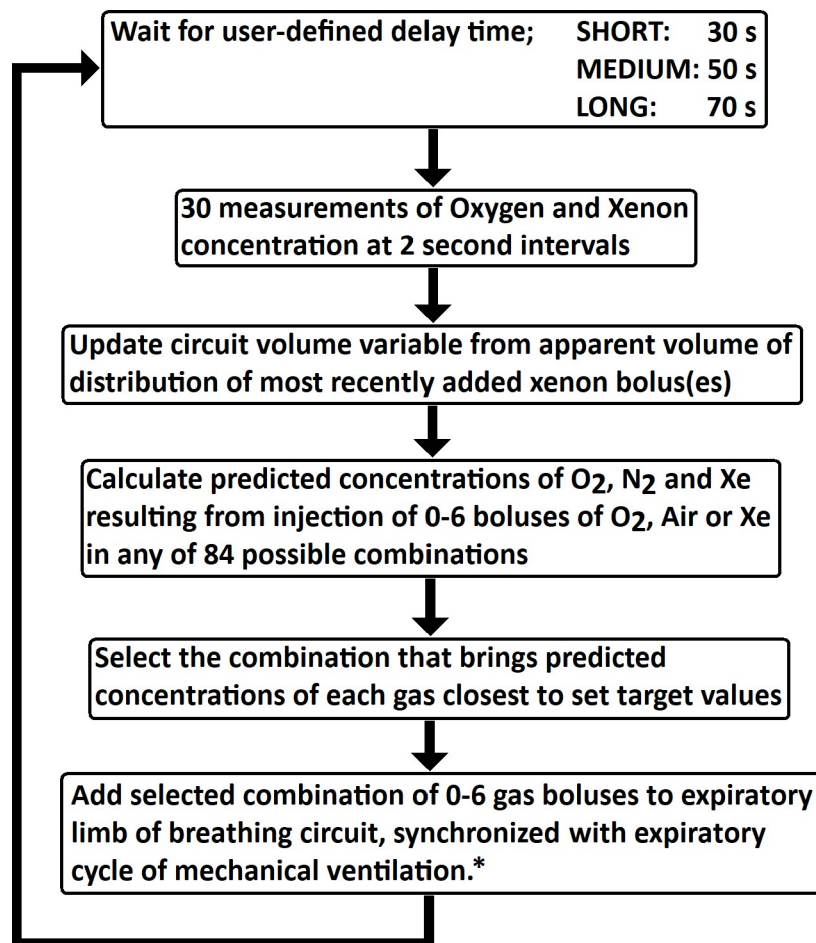 Wait for user-defined delay time; SHORT: 30 s
MEDIUM: 50 s
LONG: 70 s
30 measurements of Oxygen and Xenon
concentration at 2 second intervals
Update circuit volume variable from apparent volume of
distribution of most recently added xenon bolus(es)
Calculate predicted concentrations of O2, N2 and Xe
resulting from injection of 0-6 boluses of O2, Air or Xe
in any of 84 possible combinations
Select the combination that brings predicted
concentrations of each gas closest to set target values
Add selected combination of 0-6 gas boluses to expiratory
limb of breathing circuit, synchronized with expiratory
cycle of mechanical ventilation.*